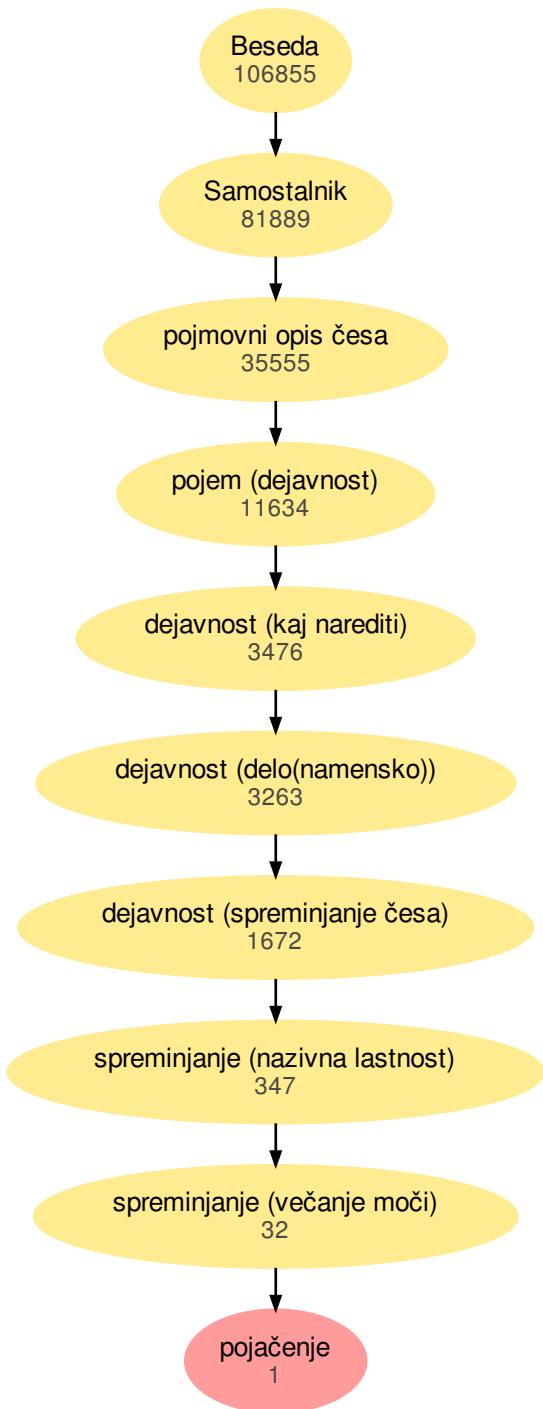 Beseda
106855
Samostalnik
81889
pojmovni opis česa
35555
pojem (dejavnost)
11634
dejavnost (kaj narediti)
3476
dejavnost (delo(namensko))
3263
dejavnost (spreminjanje česa)
1672
spreminjanje (nazivna lastnost)
347
spreminjanje (večanje moči)
32
pojačenje
1